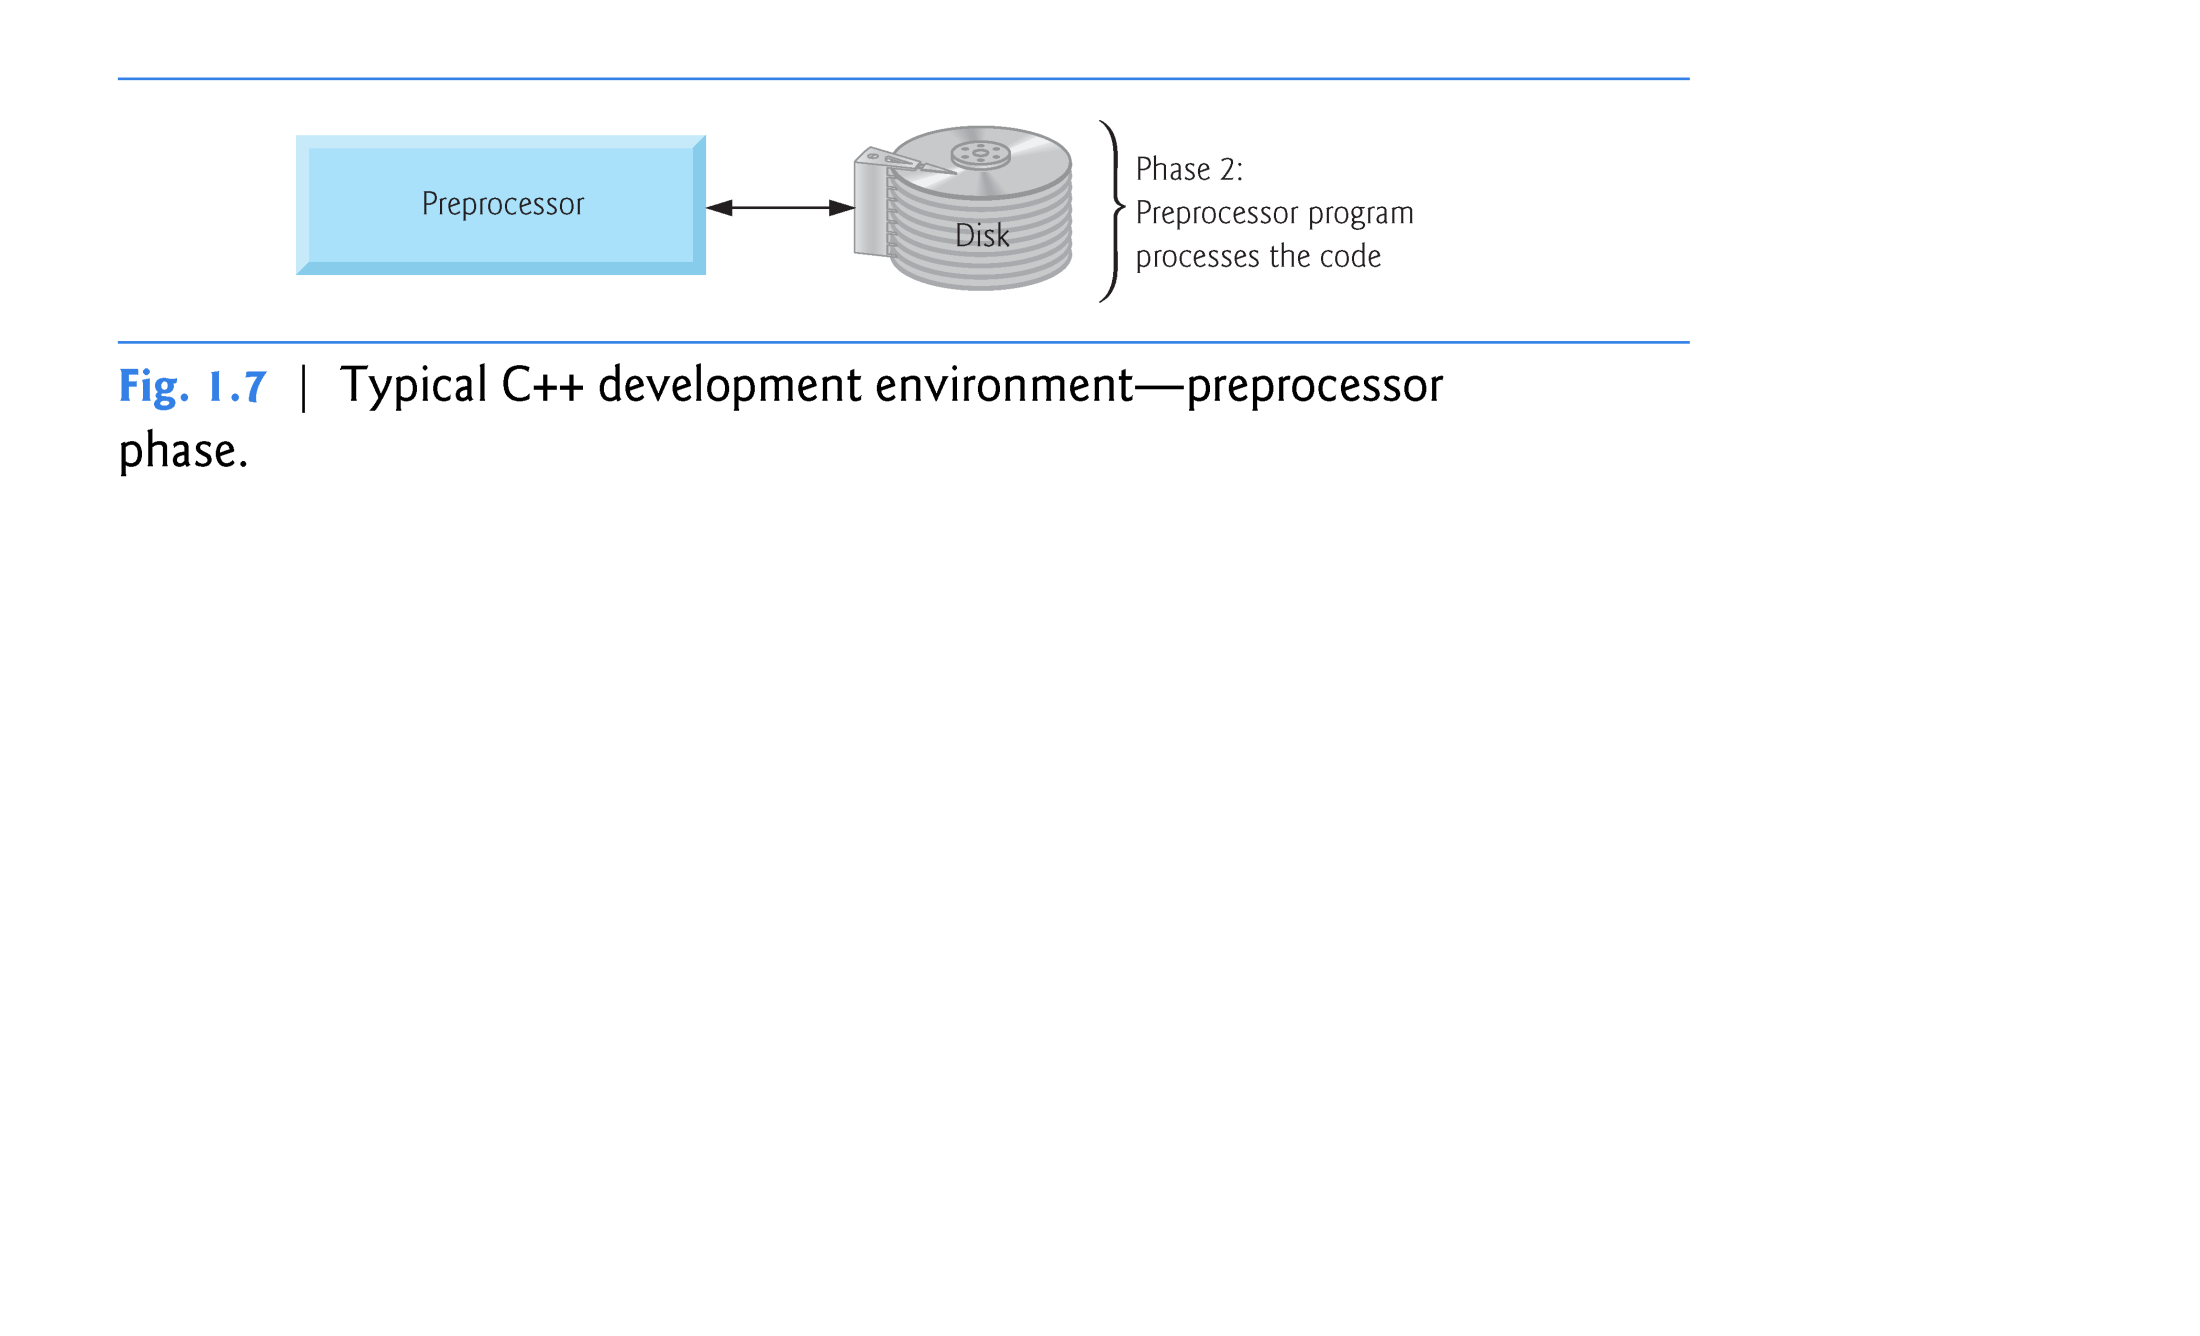 Preprocessor
Disk
Phase 2:
Preprocessor program
processes the code
Fig. 1.7 | Typical C++ development environment—preprocessor
phase.